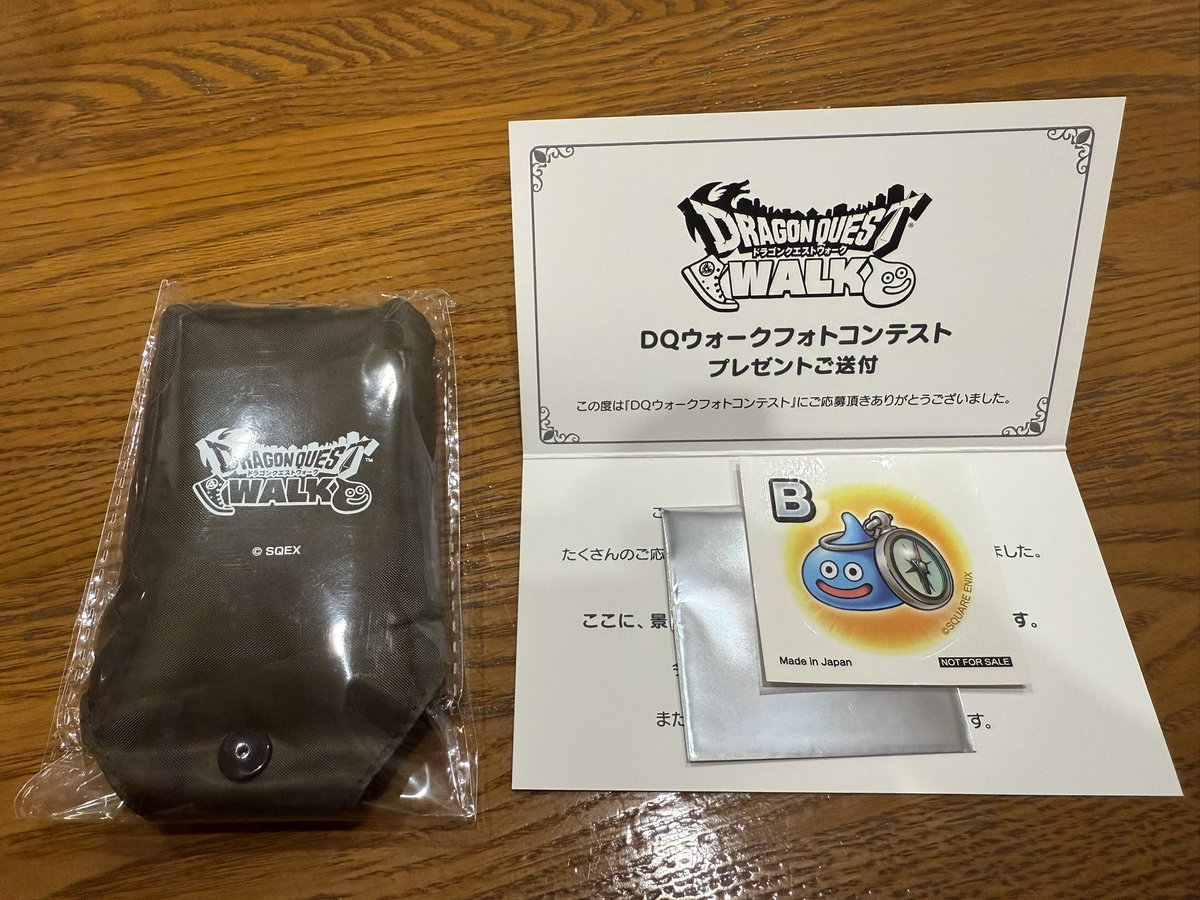 DRAGON QUEST™
ドラゴンクエストウォーク
WALK
© SQEX
DRAGON QUEST®
ドラゴンクエストウォーク
WALK
DQウォークフォトコンテスト
プレゼントご送付
この度は「DQウォークフォトコンテスト」にご応募頂きありがとうございました。
たくさんのご応
ました。
ここに、景
す。
また
す。
B
©SQUARE ENIX
Made in Japan
NOT FOR SALE